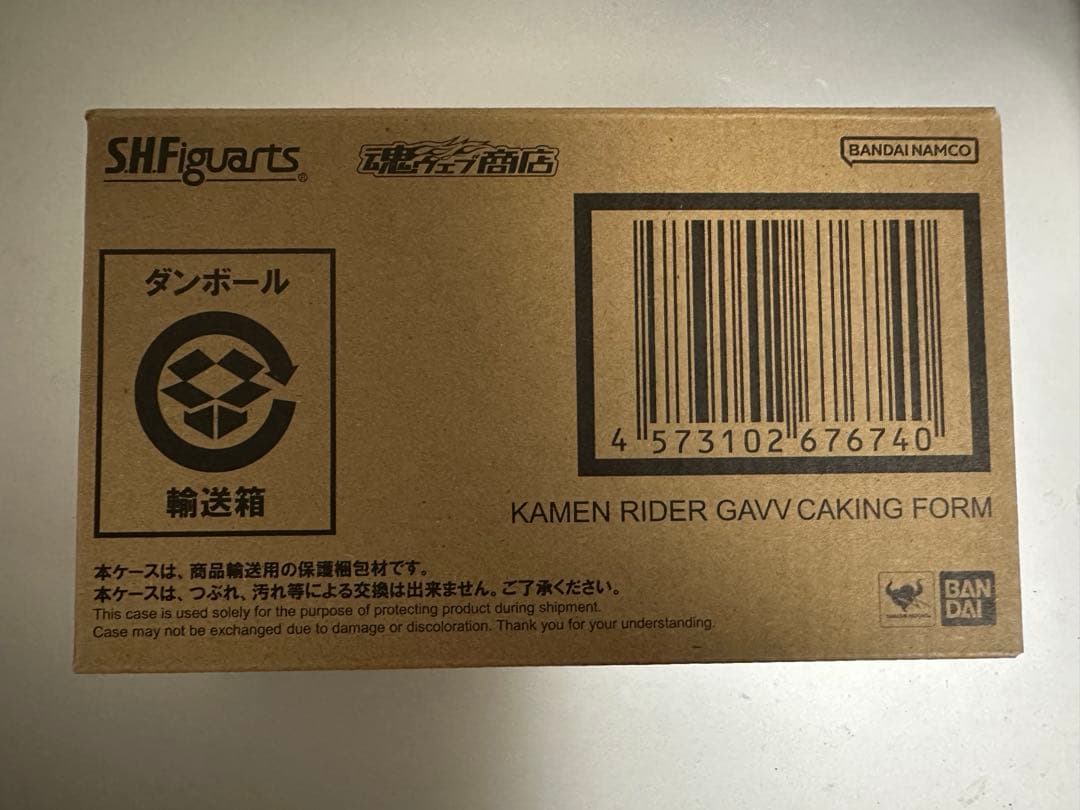 S.H.Figuarts®
魂ウェブ商店
BANDAI NAMCO
ダンボール
輸送箱
4 573102 676740
KAMEN RIDER GAVV CAKING FORM
本ケースは、商品輸送用の保護梱包材です。
本ケースは、つぶれ、汚れ等による交換は出来ません。ご了承ください。
This case is used solely for the purpose of protecting product during shipment.
Case may not be exchanged due to damage or discoloration. Thank you for your understanding.
BAN
DAI